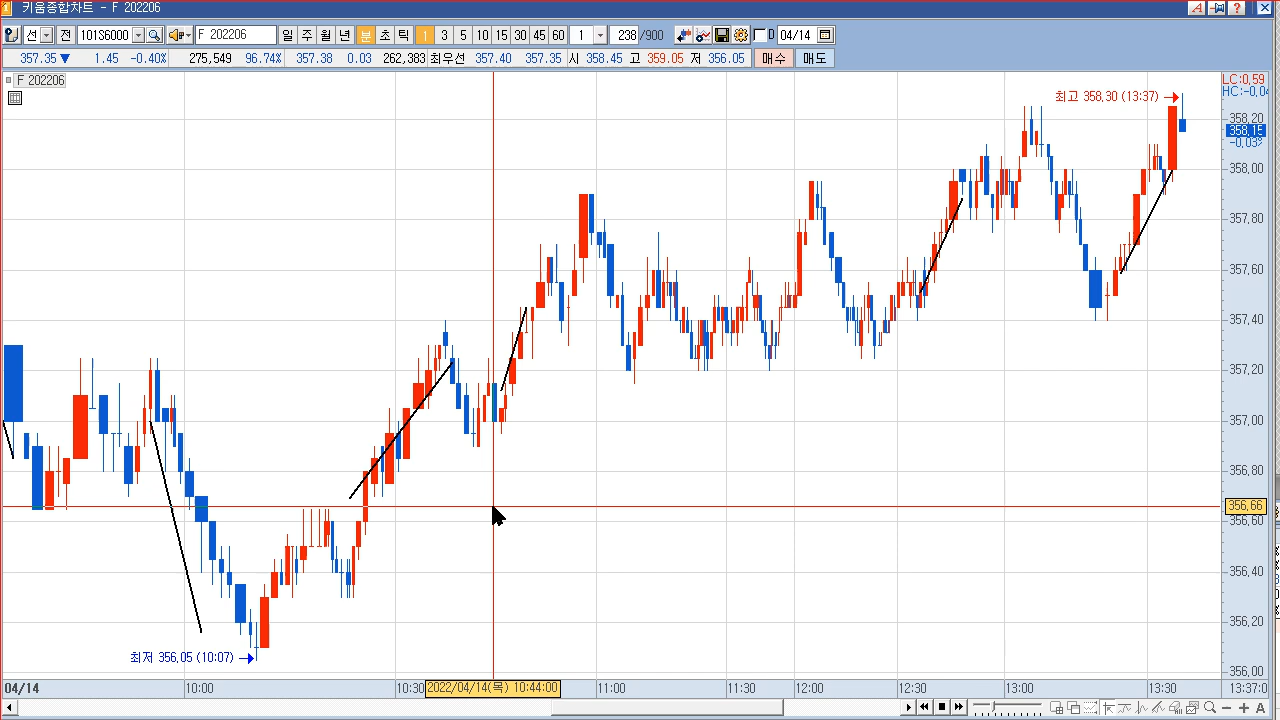 키움종합차트 - F 202206
선 전 10136000 F 202206 일 주 월 년 분 초 틱 1 3 5 10 15 30 45 60 1 238 /900 D 04/14
357.35 ▼ 1.45 -0.40% 275,549 96.74% 357.38 0.03 262,383 최우선 357.40 357.35 시 358.45 고 359.05 저 356.05 매수 매도
F 202206
LC:0,59
HC:-0,04
최고 358,30 (13:37)
358,20
358,15
-0,03%
358,00
357,80
357,60
357,40
357,20
357,00
356,80
356,66
356,60
356,40
356,20
최저 356,05 (10:07)
356,00
04/14 10:00 10:30 2022/04/14(목) 10:44:00 11:00 11:30 12:00 12:30 13:00 13:30 13:37:0
A